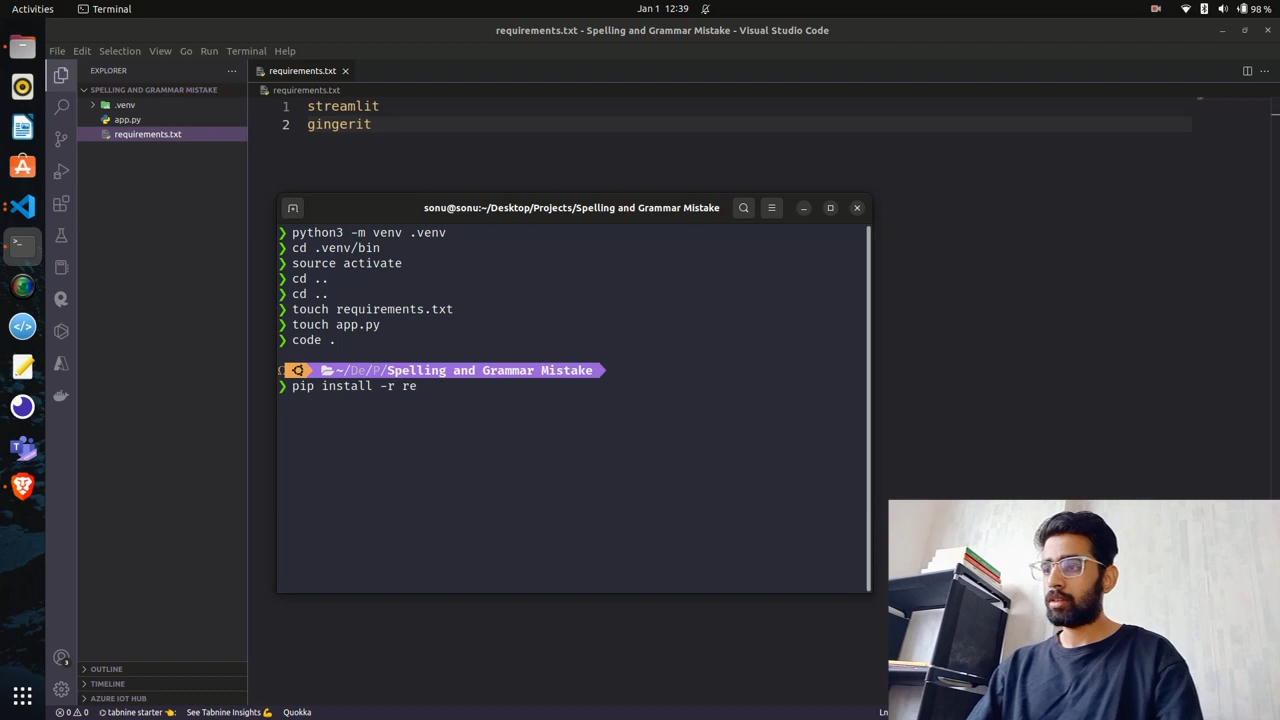 Activities
Terminal
Jan 1 12:39
98 %
requirements.txt - Spelling and Grammar Mistake - Visual Studio Code
File Edit Selection View Go Run Terminal Help
EXPLORER
requirements.txt
SPELLING AND GRAMMAR MISTAKE
requirements.txt
.venv
app.py
requirements.txt
1 streamlit
2 gingerit
sonu@sonu:~/Desktop/Projects/Spelling and Grammar Mistake
❯ python3 -m venv .venv
❯ cd .venv/bin
❯ source activate
❯ cd ..
❯ cd ..
❯ touch requirements.txt
❯ touch app.py
❯ code .
~/De/P/Spelling and Grammar Mistake
❯ pip install -r re
OUTLINE
TIMELINE
AZURE IOT HUB
3
0 0
tabnine starter
See Tabnine Insights
Quokka
Ln